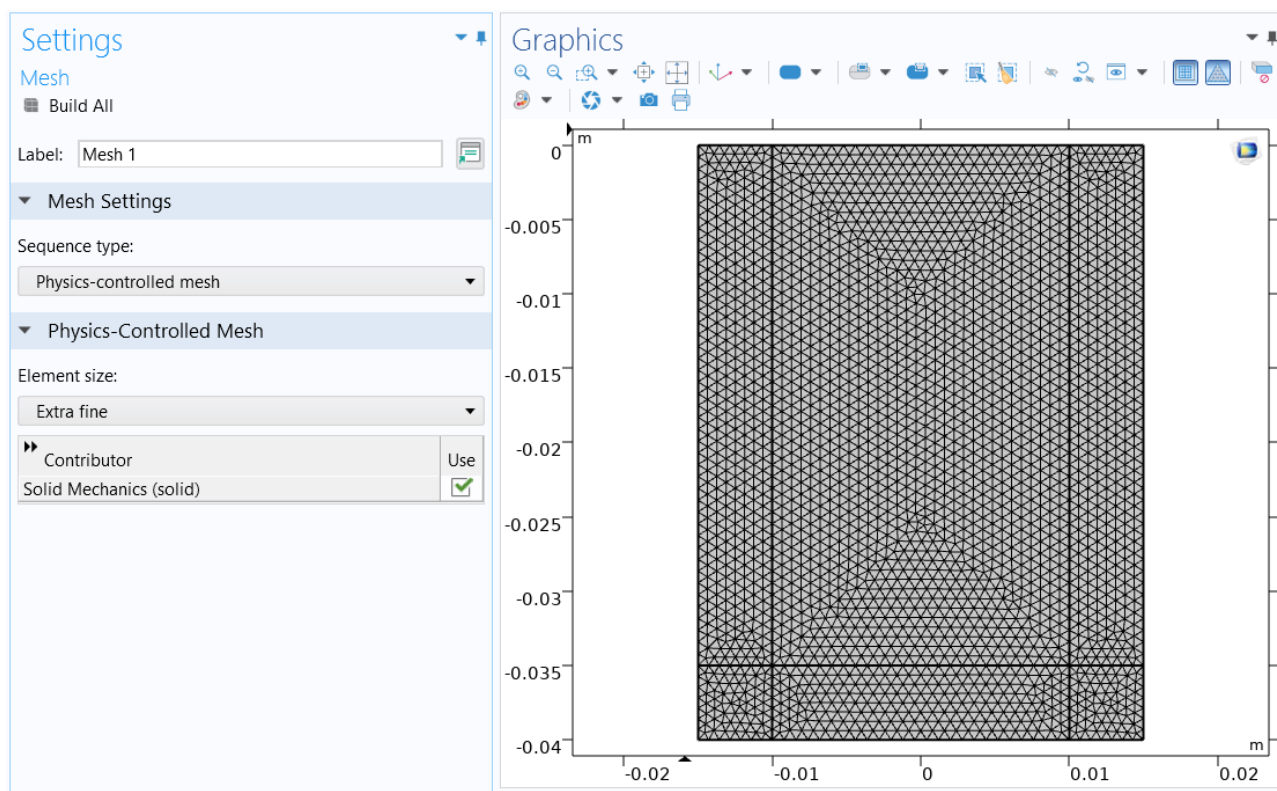 Settings
Mesh
Build All
Label: Mesh 1
Mesh Settings
Sequence type:
Physics-controlled mesh
Physics-Controlled Mesh
Element size:
Extra fine
Contributor Use
Solid Mechanics (solid)
Graphics
m
0
-0.005
-0.01
-0.015
-0.02
-0.025
-0.03
-0.035
-0.04
m
-0.02 -0.01 0 0.01 0.02